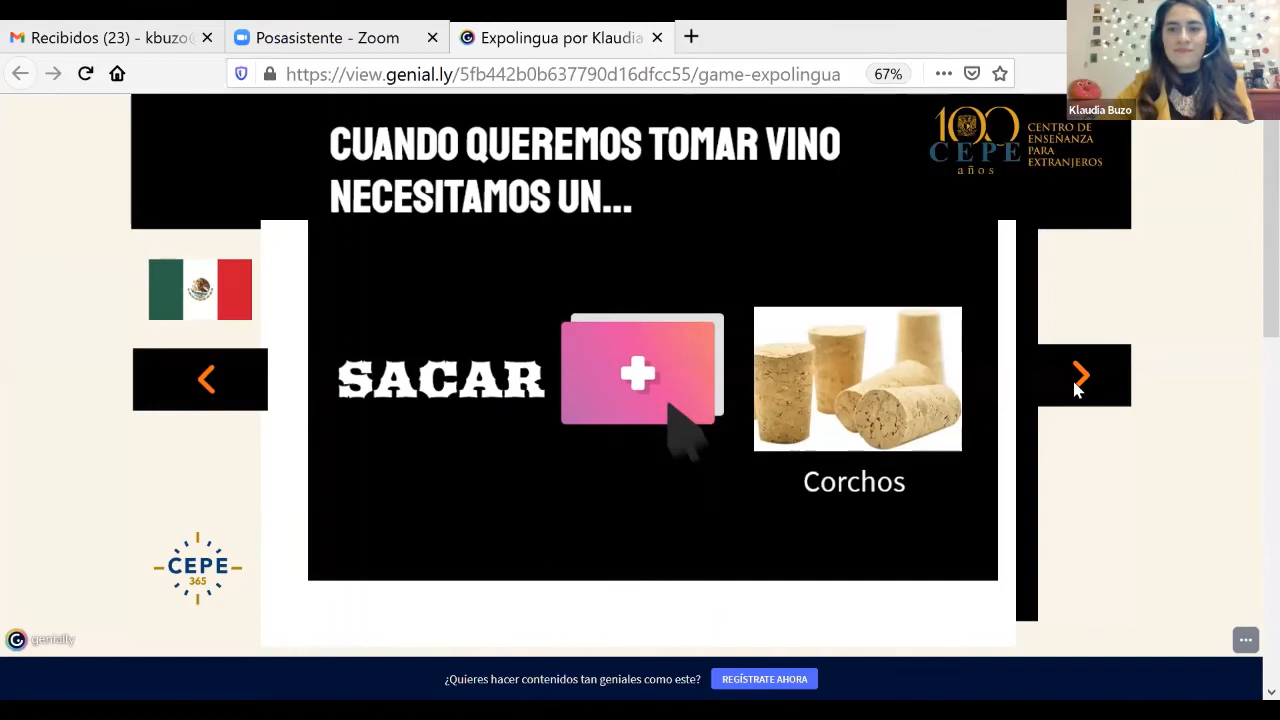 Recibidos (23) - kbuzo@
Posasistente - Zoom
Expolingua por Klaudia
https://view.genial.ly/5fb442b0b637790d16dfcc55/game-expolingua
67%
Klaudia Buzo
CUANDO QUEREMOS TOMAR VINO
NECESITAMOS UN...
100
CEPE
años
CENTRO DE
ENSEÑANZA
PARA
EXTRANJEROS
SACAR
Corchos
CEPE
365
genially
¿Quieres hacer contenidos tan geniales como este?
REGÍSTRATE AHORA